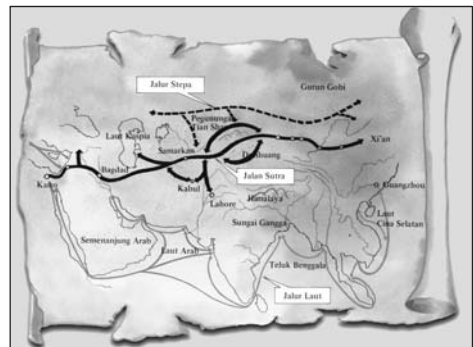 Jalur Stepa
Gurun Gobi
Pegunungan
Tian Shan
Laut Kaspia
Samarkan
Dunhuang
Xi'an
Bagdad
Jalan Sutra
Kairo
Kabul
Lahore
Himalaya
Guangzhou
Sungai Gangga
Laut
Cina Selatan
Semenanjung Arab
Laut Arab
Teluk Benggala
Jalur Laut